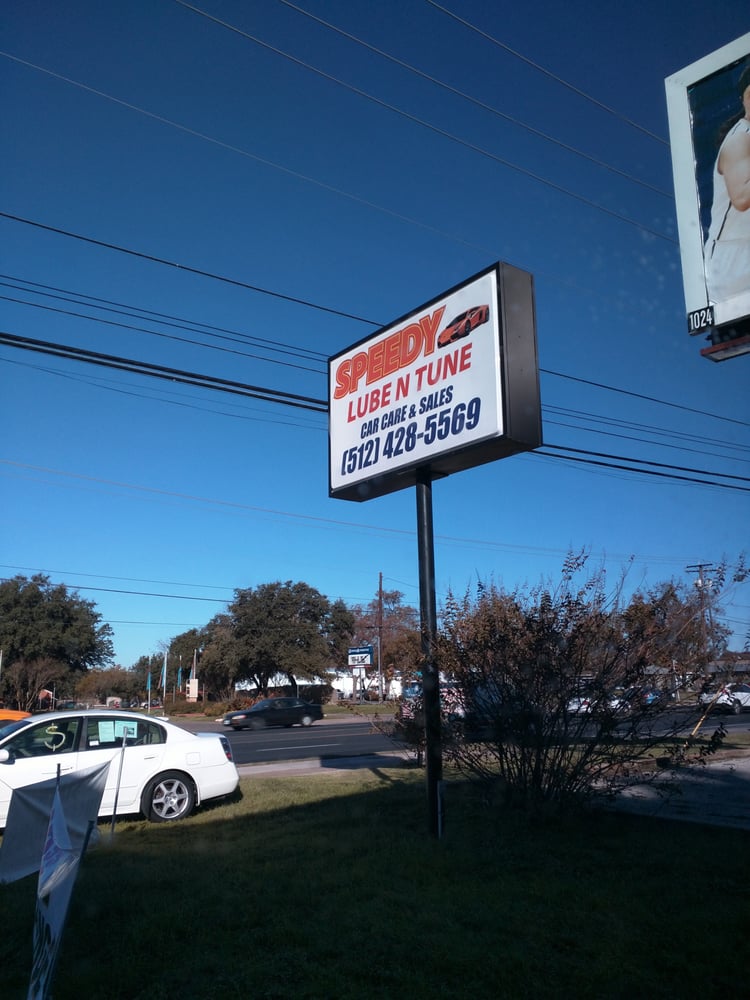 SPEEDY
LUBE N TUNE
CAR CARE & SALES
(512) 428-5569
1024
$